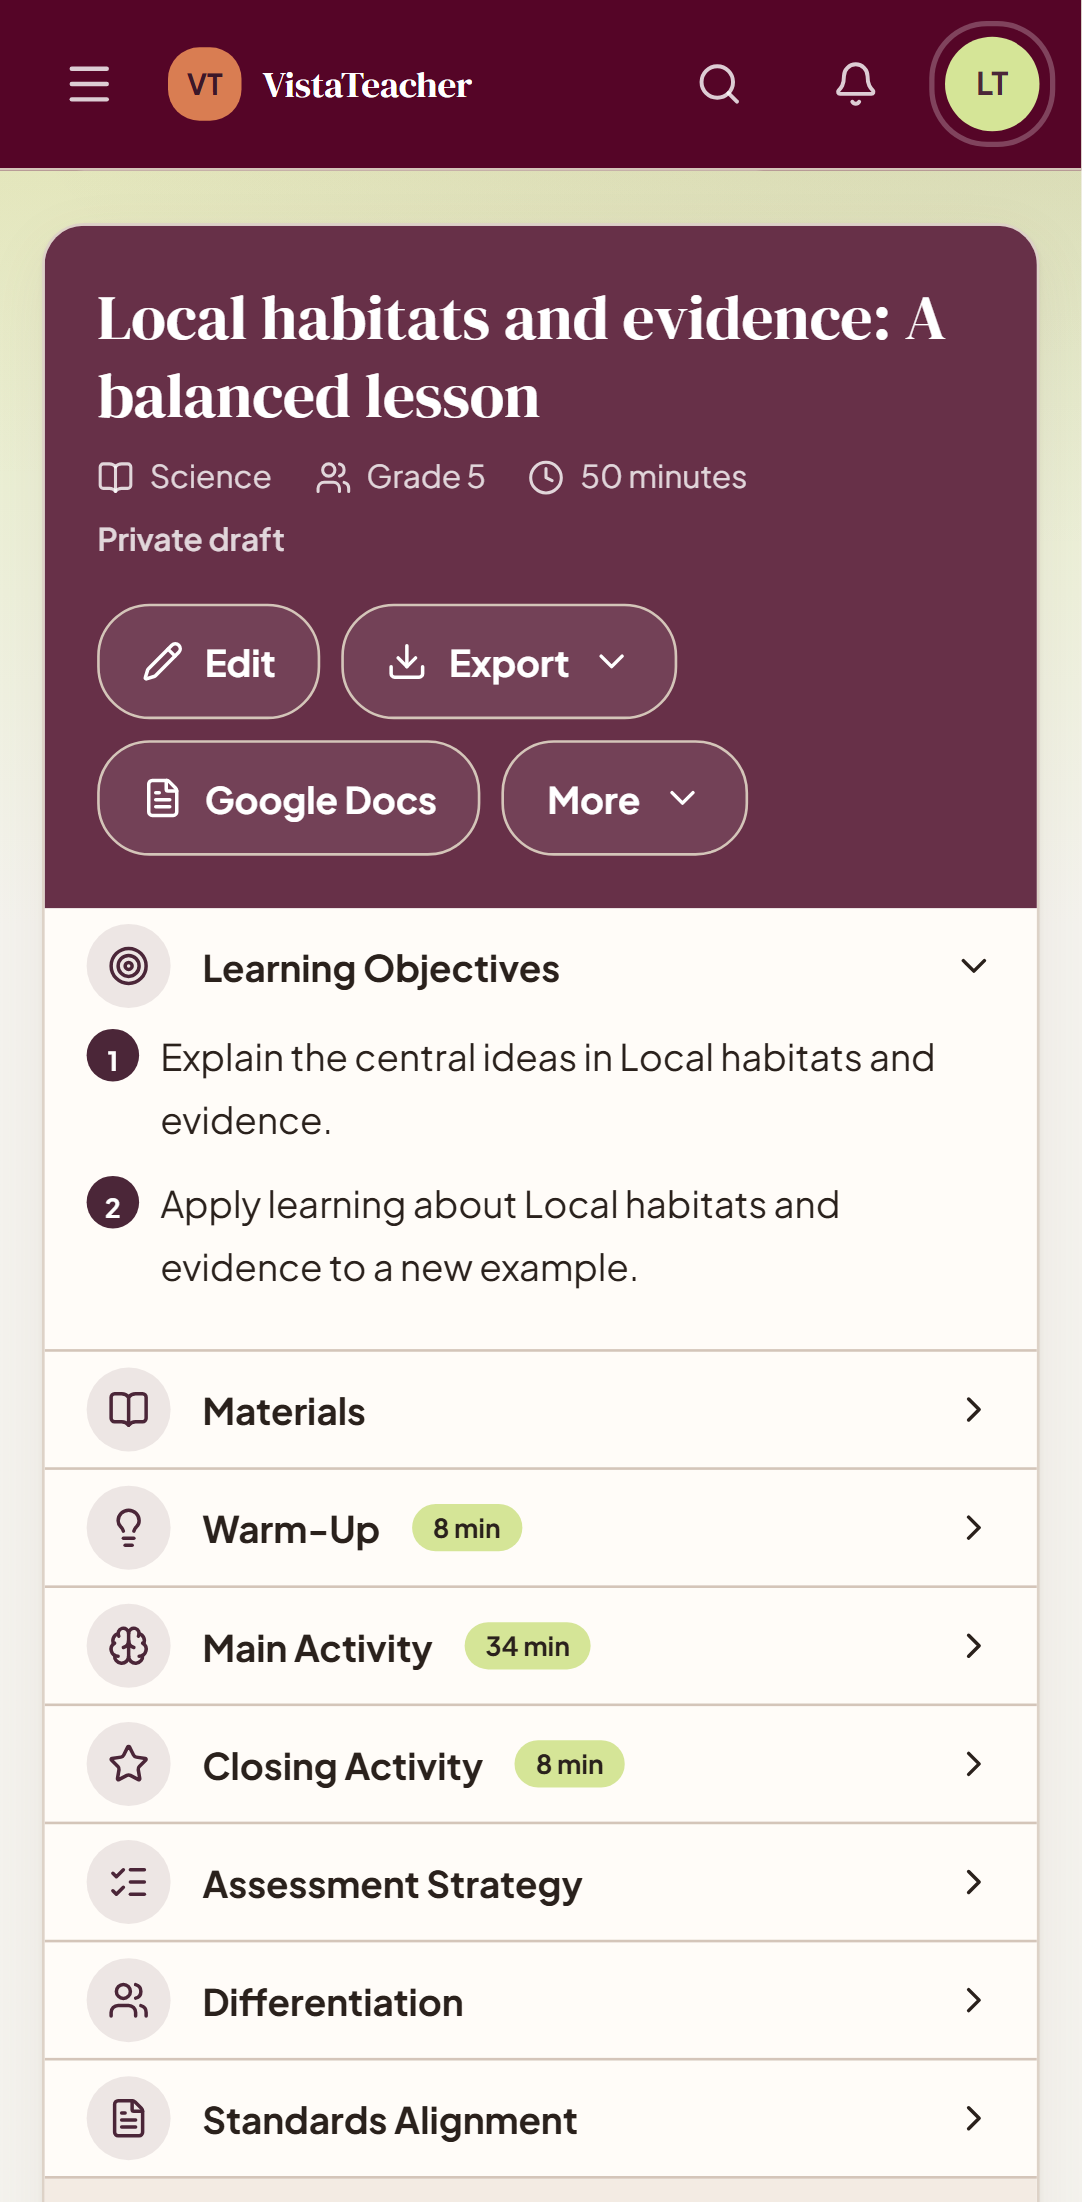 VT VistaTeacher LT
Local habitats and evidence: A
balanced lesson
Science Grade 5 50 minutes
Private draft
Edit Export
Google Docs More
Learning Objectives
1 Explain the central ideas in Local habitats and
evidence.
2 Apply learning about Local habitats and
evidence to a new example.
Materials
Warm-Up 8 min
Main Activity 34 min
Closing Activity 8 min
Assessment Strategy
Differentiation
Standards Alignment